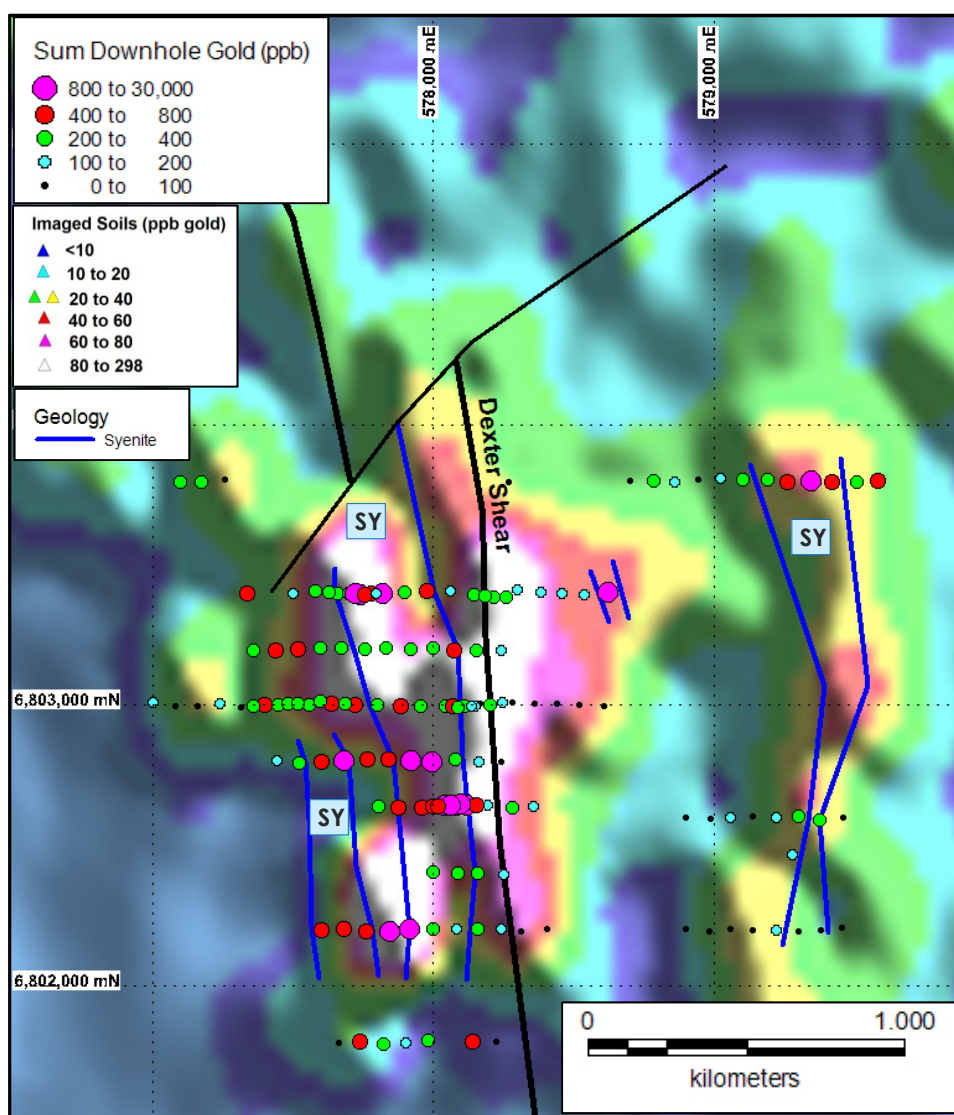 Sum Downhole Gold (ppb)
800 to 30,000
400 to 800
200 to 400
100 to 200
0 to 100
Imaged Soils (ppb gold)
<10
10 to 20
20 to 40
40 to 60
60 to 80
80 to 298
Geology
Syenite
578,000 mE
579,000 mE
Dexter Shear
SY
SY
SY
6,803,000 mN
6,802,000 mN
0 1.000
kilometers